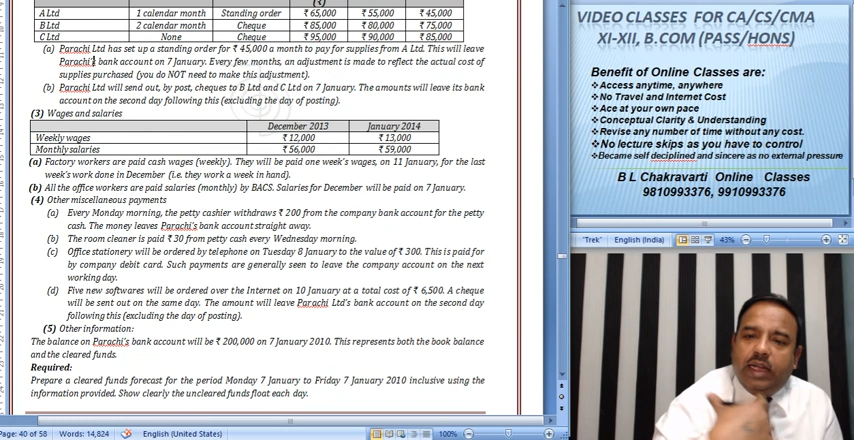 (₹)
A Ltd 1 calendar month Standing order ₹ 65,000 ₹ 55,000 ₹ 45,000
B Ltd 2 calendar month Cheque ₹ 85,000 ₹ 80,000 ₹ 75,000
C Ltd None Cheque ₹ 95,000 ₹ 90,000 ₹ 85,000
(a) Parachi Ltd has set up a standing order for ₹ 45,000 a month to pay for supplies from A Ltd. This will leave
Parachi's bank account on 7 January. Every few months, an adjustment is made to reflect the actual cost of
supplies purchased (you do NOT need to make this adjustment).
(b) Parachi Ltd will send out, by post, cheques to B Ltd and C Ltd on 7 January. The amounts will leave its bank
account on the second day following this (excluding the day of posting).
(3) Wages and salaries
December 2013 January 2014
Weekly wages ₹ 12,000 ₹ 13,000
Monthly salaries ₹ 56,000 ₹ 59,000
(a) Factory workers are paid cash wages (weekly). They will be paid one week's wages, on 11 January, for the last
week's work done in December (I.e. they work a week in hand).
(b) All the office workers are paid salaries (monthly) by BACS. Salaries for December will be paid on 7 January.
(4) Other miscellaneous payments
(a) Every Monday morning, the petty cashier withdraws ₹ 200 from the company bank account for the petty
cash. The money leaves Parachi's bank account straight away.
(b) The room cleaner is paid ₹ 30 from petty cash every Wednesday morning.
(c) Office stationery will be ordered by telephone on Tuesday 8 January to the value of ₹ 300. This is paid for
by company debit card. Such payments are generally seen to leave the company account on the next
working day.
(d) Five new softwares will be ordered over the Internet on 10 January at a total cost of ₹ 6,500. A cheque
will be sent out on the same day. The amount will leave Parachi Ltd's bank account on the second day
following this (excluding the day of posting).
(5) Other information:
The balance on Parachi's bank account will be ₹ 200,000 on 7 January 2010. This represents both the book balance
and the cleared funds.
Required:
Prepare a cleared funds forecast for the period Monday 7 January to Friday 7 January 2010 inclusive using the
information provided. Show clearly the uncleared funds float each day.
Page: 40 of 58 Words: 14,824 English (United States) 100%
VIDEO CLASSES FOR CA/CS/CMA
XI-XII, B.COM (PASS/HONS)
Benefit of Online Classes are:
Access anytime, anywhere
No Travel and Internet Cost
Ace at your own pace
Conceptual Clarity & Understanding
Revise any number of time without any cost.
No lecture skips as you have to control
Became self deciplined and sincere as no external pressure
B L Chakravarti Online Classes
9810993376, 9910993376
"Trek" English (India) 43%